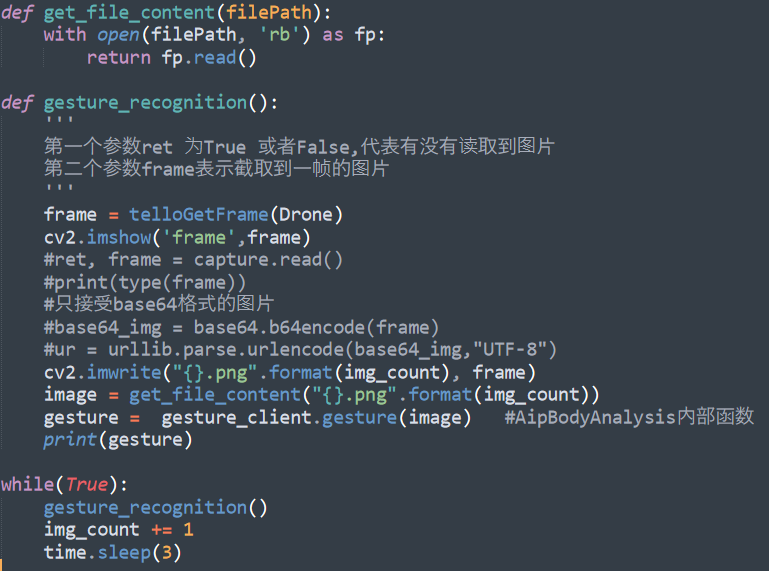 def get_file_content(filePath):
    with open(filePath, 'rb') as fp:
        return fp.read()

def gesture_recognition():
    '''
    第一个参数ret 为True 或者False,代表有没有读取到图片
    第二个参数frame表示截取到一帧的图片
    '''
    frame = telloGetFrame(Drone)
    cv2.imshow('frame',frame)
    #ret, frame = capture.read()
    #print(type(frame))
    #只接受base64格式的图片
    #base64_img = base64.b64encode(frame)
    #ur = urllib.parse.urlencode(base64_img,"UTF-8")
    cv2.imwrite("{}.png".format(img_count), frame)
    image = get_file_content("{}.png".format(img_count))
    gesture =  gesture_client.gesture(image)   #AipBodyAnalysis内部函数
    print(gesture)

while(True):
    gesture_recognition()
    img_count += 1
    time.sleep(3)